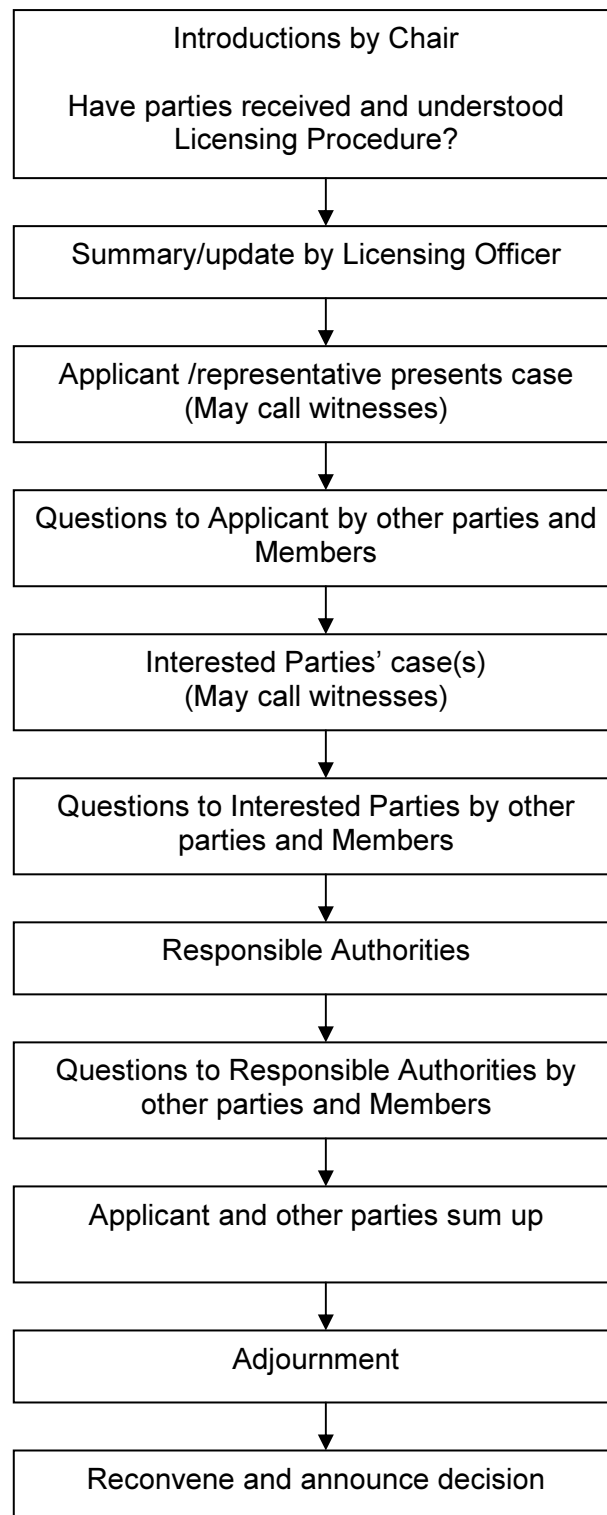 Introductions by Chair
Have parties received and understood
Licensing Procedure?
Summary/update by Licensing Officer
Applicant /representative presents case
(May call witnesses)
Questions to Applicant by other parties and
Members
Interested Parties’ case(s)
(May call witnesses)
Questions to Interested Parties by other
parties and Members
Responsible Authorities
Questions to Responsible Authorities by
other parties and Members
Applicant and other parties sum up
Adjournment
Reconvene and announce decision